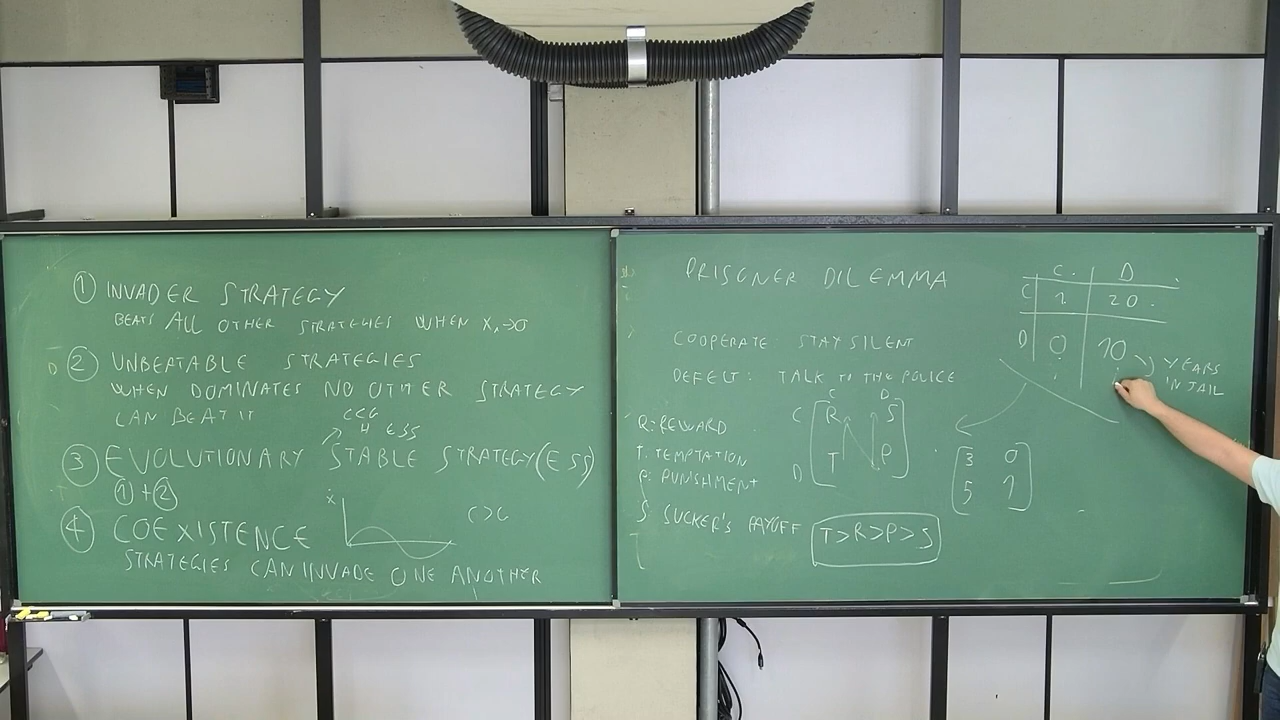 ① INVADER STRATEGY
BEATS ALL OTHER STRATEGIES WHEN X₁→0
② UNBEATABLE STRATEGIES
WHEN DOMINATES NO OTHER STRATEGY
CAN BEAT IT
ESS
③ EVOLUTIONARY STABLE STRATEGY (ESS)
① + ②
④ COEXISTENCE
ẋ
STRATEGIES CAN INVADE ONE ANOTHER
PRISONER DILEMMA
COOPERATE: STAY SILENT
DEFECT: TALK TO THE POLICE
C D
C R S
D T P
R: REWARD
T: TEMPTATION
P: PUNISHMENT
S: SUCKER'S PAYOFF
T>R>P>S
C. D
C 1 20.
D 0 10
YEARS
IN JAIL
3 0
5 1